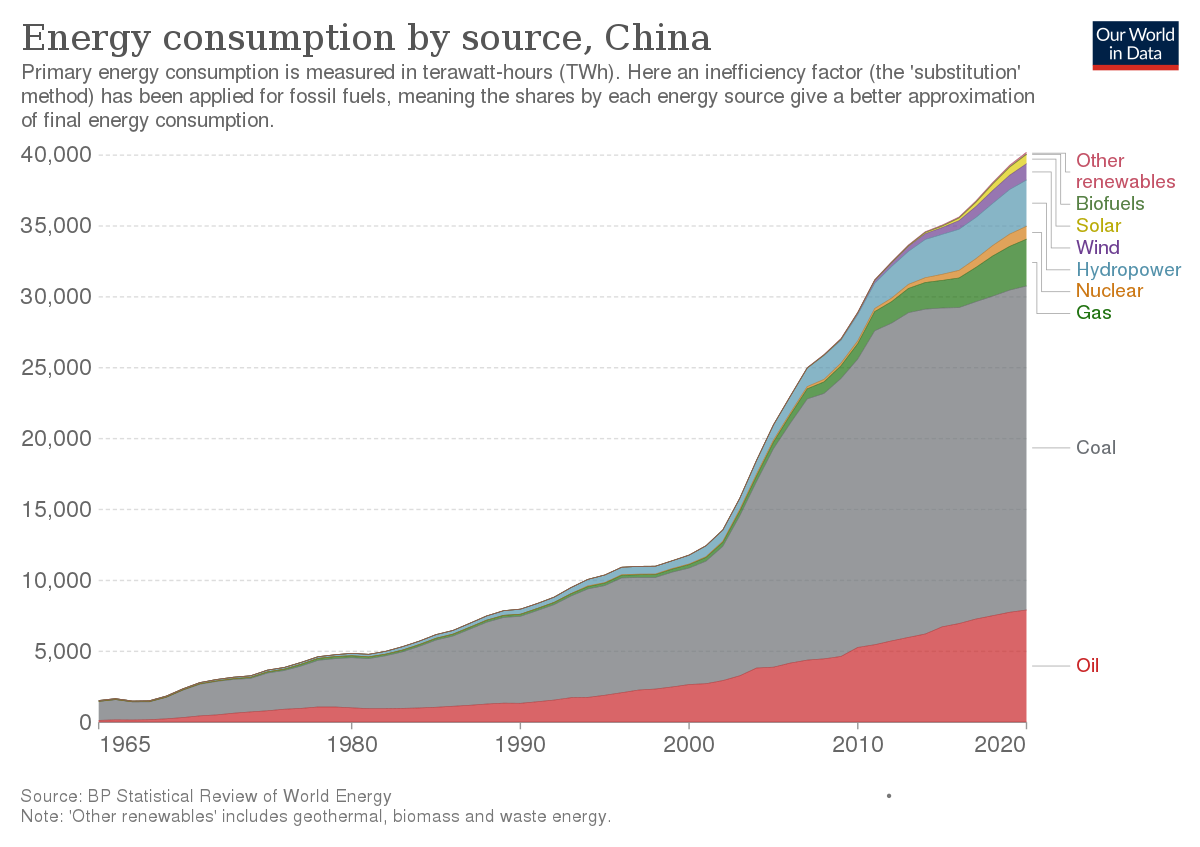 Energy consumption by source, China
Our World
in Data
Primary energy consumption is measured in terawatt-hours (TWh). Here an inefficiency factor (the 'substitution'
method) has been applied for fossil fuels, meaning the shares by each energy source give a better approximation
of final energy consumption.
40,000
35,000
30,000
25,000
20,000
15,000
10,000
5,000
0
1965
1980
1990
2000
2010
2020
Other
renewables
Biofuels
Solar
Wind
Hydropower
Nuclear
Gas
Coal
Oil
Source: BP Statistical Review of World Energy
Note: 'Other renewables' includes geothermal, biomass and waste energy.